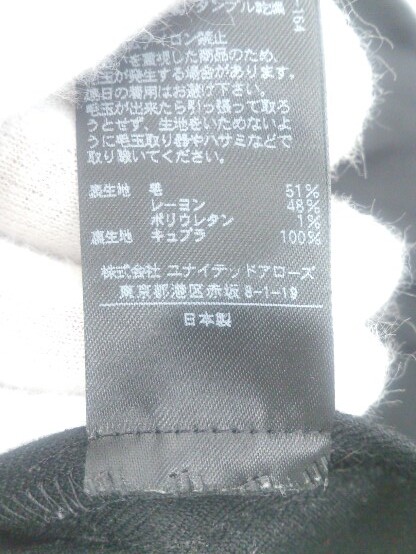 タンブル乾燥
-164
アイロン禁止
いを重視した商品のため、
毛玉が発生する場合があります。
連日の着用はお避け下さい。
毛玉が出来たら引っ張って取ろ
うとせず、生地をいためないよ
うに毛玉取り器やハサミなどで
取り除いてください。
表生地 毛 51%
レーヨン 48%
ポリウレタン 1%
裏生地 キュプラ 100%
株式会社 ユナイテッドアローズ
東京都港区赤坂8-1-19
日本製